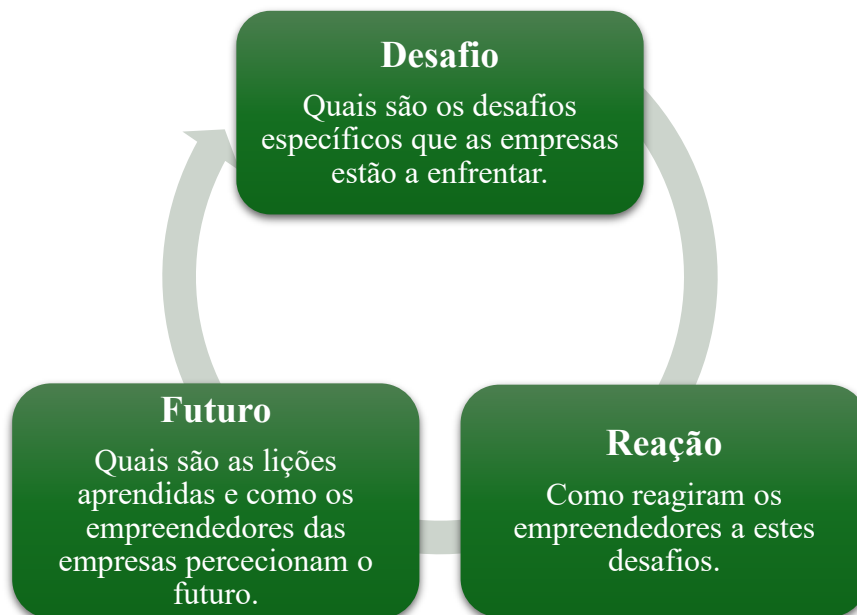 Desafio
Quais são os desafios
específicos que as empresas
estão a enfrentar.
Reação
Como reagiram os
empreendedores a estes
desafios.
Futuro
Quais são as lições
aprendidas e como os
empreendedores das
empresas percecionam o
futuro.